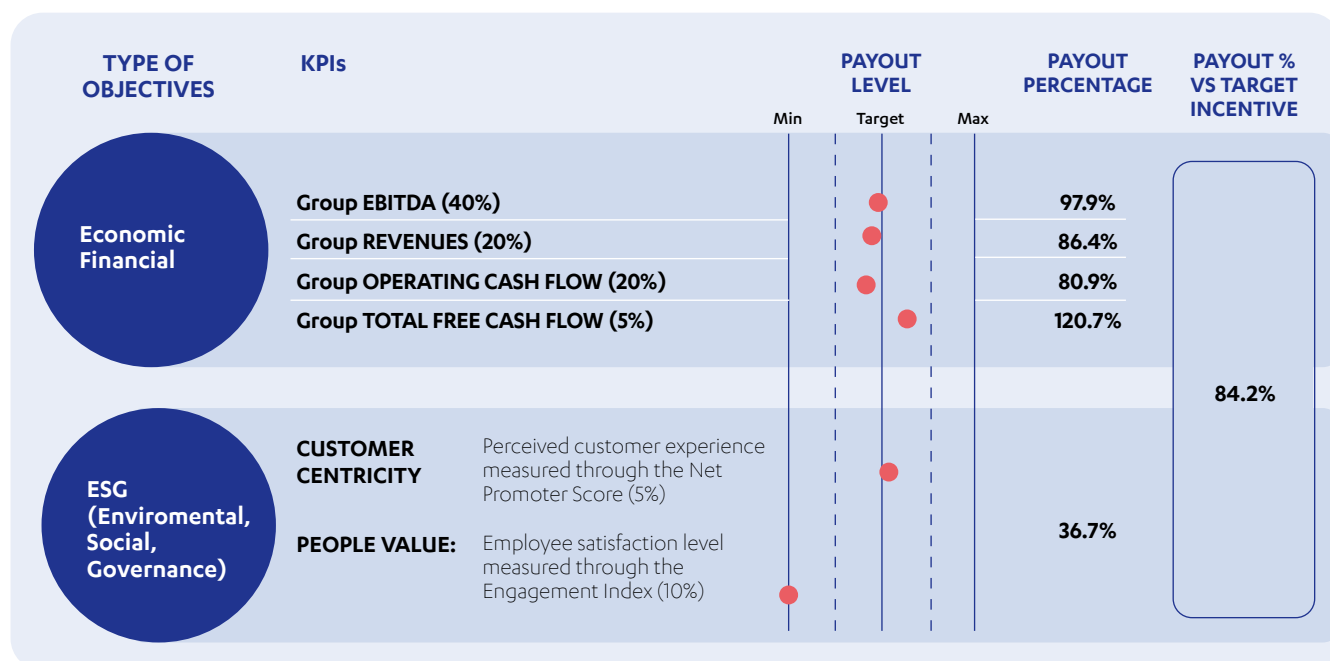 TYPE OF
OBJECTIVES
KPIs
PAYOUT
LEVEL
PAYOUT
PERCENTAGE
PAYOUT %
VS TARGET
INCENTIVE
Min
Target
Max
Economic
Financial
Group EBITDA (40%)
97.9%
Group REVENUES (20%)
86.4%
Group OPERATING CASH FLOW (20%)
80.9%
Group TOTAL FREE CASH FLOW (5%)
120.7%
84.2%
ESG
(Enviromental,
Social,
Governance)
CUSTOMER
CENTRICITY
Perceived customer experience
measured through the Net
Promoter Score (5%)
PEOPLE VALUE:
Employee satisfaction level
measured through the
Engagement Index (10%)
36.7%